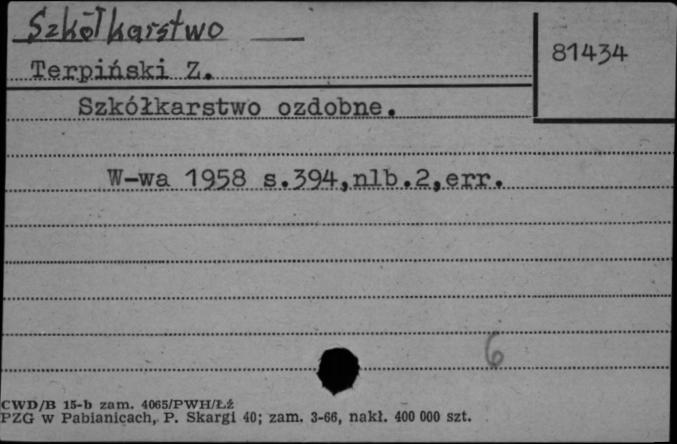 Szkółkarstwo
81434
Terpiński Z.
Szkółkarstwo ozdobne.
W-wa 1958 s.394,nlb.2,err.
6
CWD/B 15-b zam. 4065/PWH/Łź
PZG w Pabianicach, P. Skargi 40; zam. 3-66, nakł. 400 000 szt.